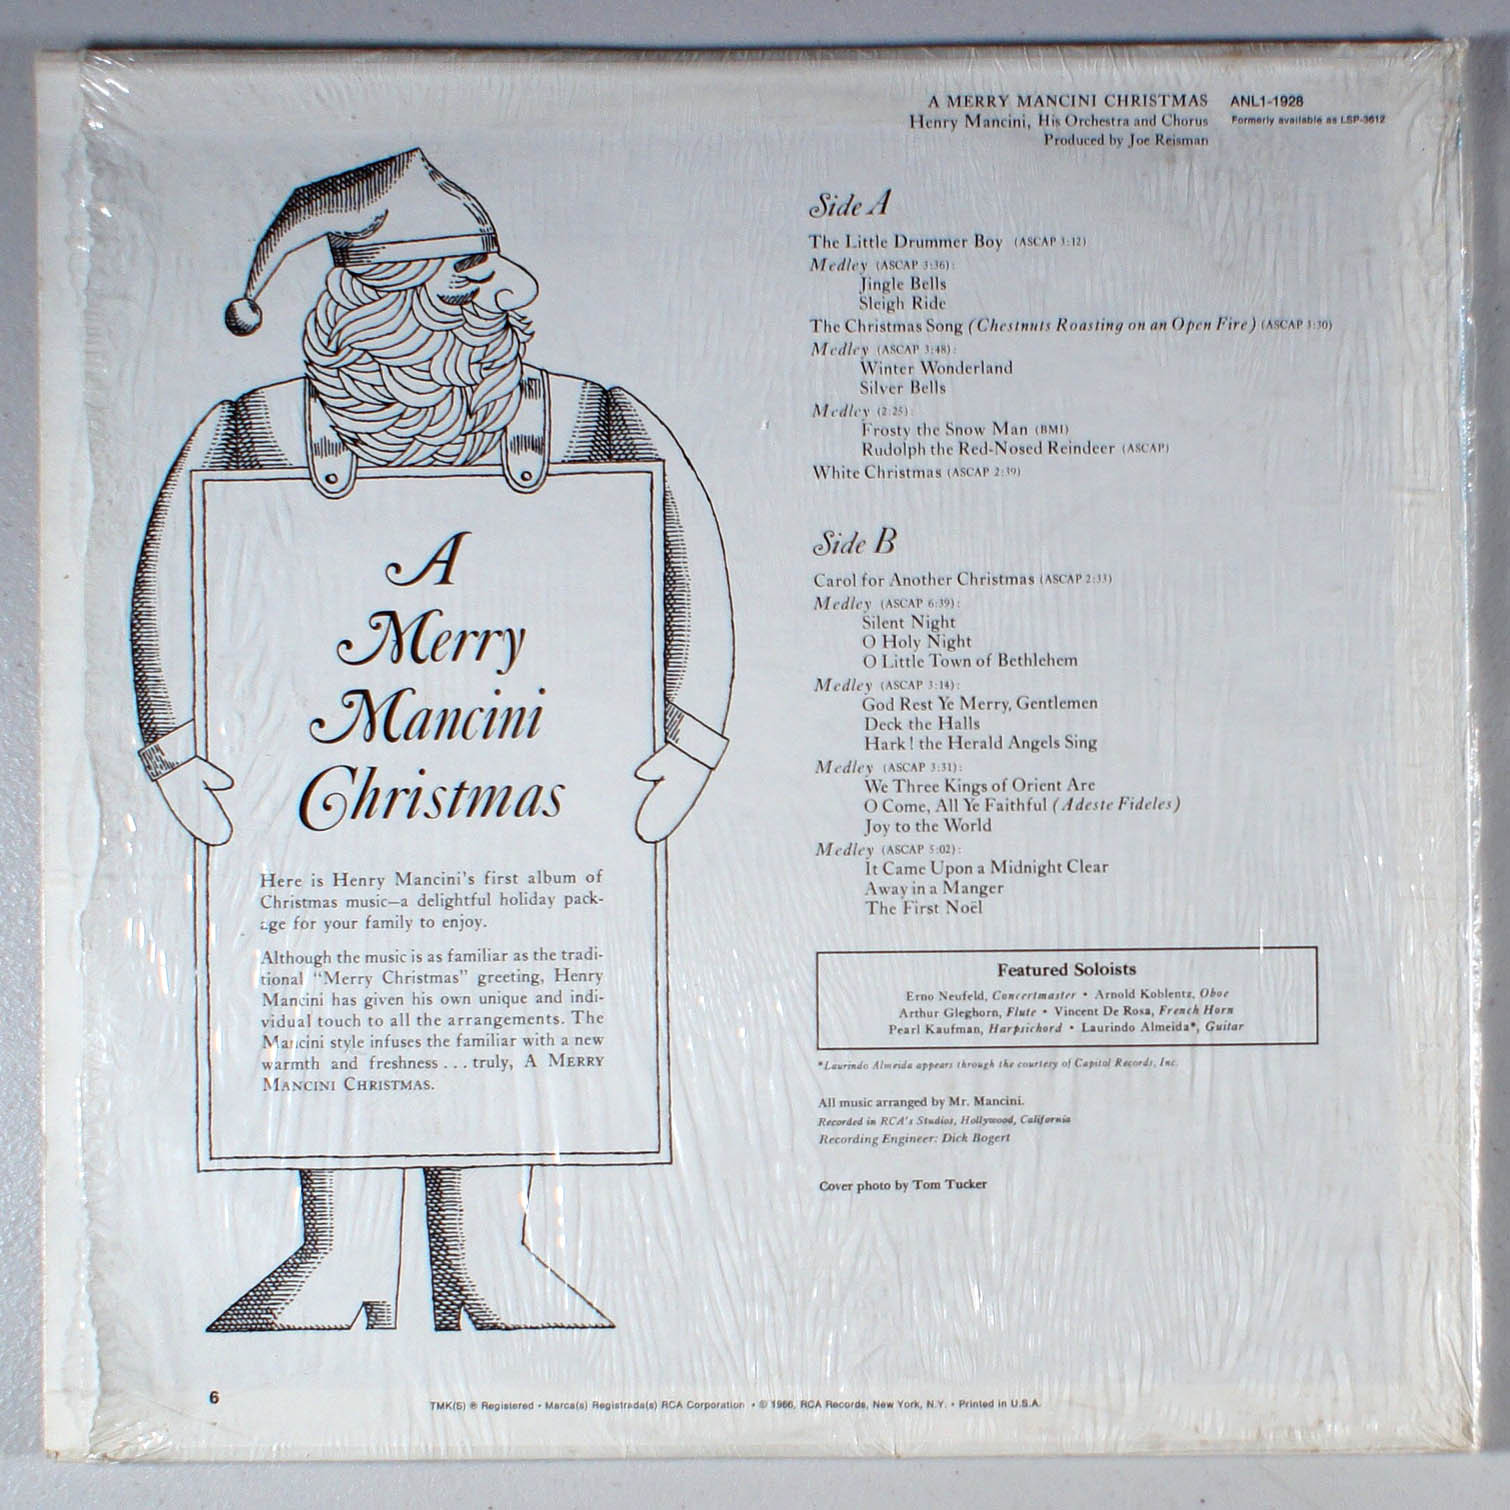 A MERRY MANCINI CHRISTMAS ANL1-1928
Henry Mancini, His Orchestra and Chorus Formerly available as LSP-3612
Produced by Joe Reisman
Side A
The Little Drummer Boy (ASCAP 3:12)
Medley (ASCAP 3:36):
Jingle Bells
Sleigh Ride
The Christmas Song (Chestnuts Roasting on an Open Fire) (ASCAP 3:30)
Medley (ASCAP 3:48):
Winter Wonderland
Silver Bells
Medley (2:25):
Frosty the Snow Man (BMI)
Rudolph the Red-Nosed Reindeer (ASCAP)
White Christmas (ASCAP 2:39)
Side B
Carol for Another Christmas (ASCAP 2:33)
Medley (ASCAP 6:39):
Silent Night
O Holy Night
O Little Town of Bethlehem
Medley (ASCAP 3:14):
God Rest Ye Merry, Gentlemen
Deck the Halls
Hark! the Herald Angels Sing
Medley (ASCAP 3:31):
We Three Kings of Orient Are
O Come, All Ye Faithful (Adeste Fideles)
Joy to the World
Medley (ASCAP 5:02):
It Came Upon a Midnight Clear
Away in a Manger
The First Noël
Featured Soloists
Erno Neufeld, Concertmaster • Arnold Koblentz, Oboe
Arthur Gleghorn, Flute • Vincent De Rosa, French Horn
Pearl Kaufman, Harpsichord • Laurindo Almeida*, Guitar
*Laurindo Almeida appears through the courtesy of Capitol Records, Inc.
All music arranged by Mr. Mancini.
Recorded in RCA's Studios, Hollywood, California
Recording Engineer: Dick Bogert
Cover photo by Tom Tucker
A
Merry
Mancini
Christmas
Here is Henry Mancini's first album of
Christmas music—a delightful holiday pack-
age for your family to enjoy.
Although the music is as familiar as the tradi-
tional "Merry Christmas" greeting, Henry
Mancini has given his own unique and indi-
vidual touch to all the arrangements. The
Mancini style infuses the familiar with a new
warmth and freshness . . . truly, A MERRY
MANCINI CHRISTMAS.
6
TMK(S) ® Registered • Marca(s) Registrada(s) RCA Corporation • © 1966, RCA Records, New York, N.Y. • Printed in U.S.A.